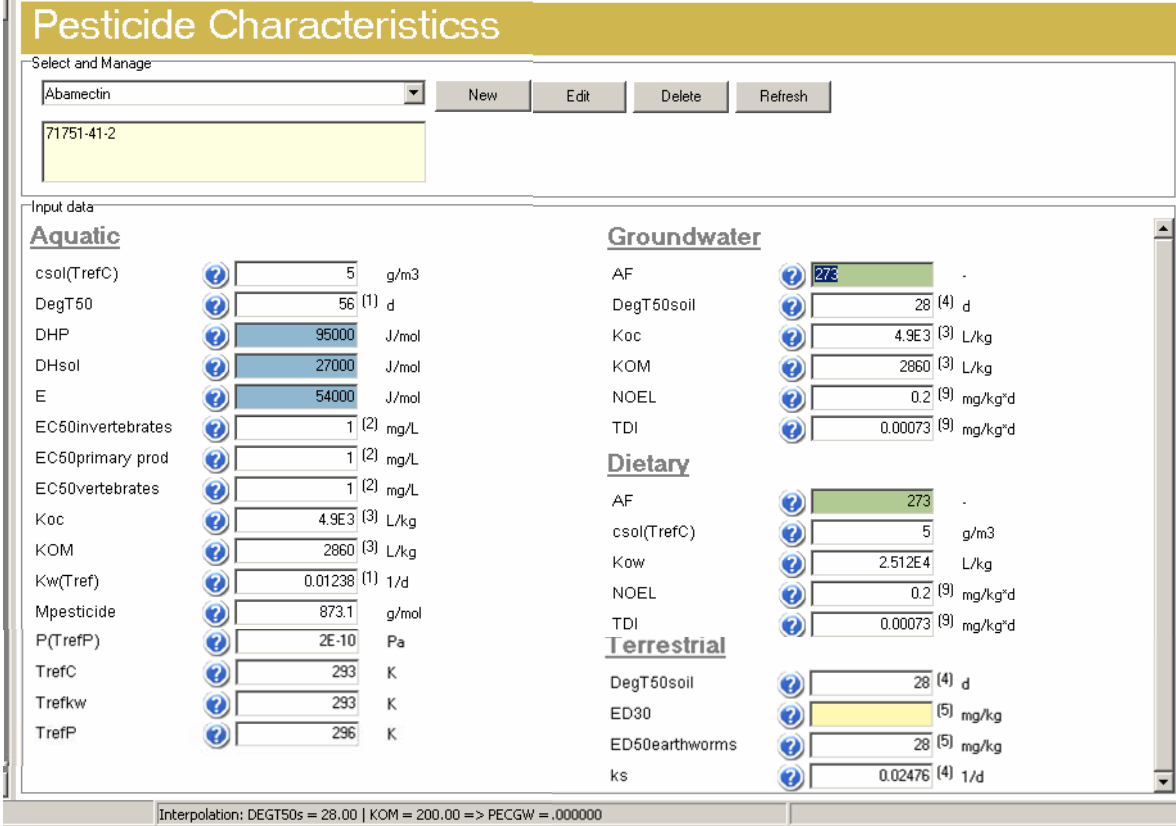 Pesticide Characteristicss
Select and Manage
Abamectin New Edit Delete Refresh
71751-41-2
Input data
Aquatic
csol(TrefC) ? 5 g/m3
DegT50 ? 56 (1) d
DHP ? 95000 J/mol
DHsol ? 27000 J/mol
E ? 54000 J/mol
EC50invertebrates ? 1 (2) mg/L
EC50primary prod ? 1 (2) mg/L
EC50vertebrates ? 1 (2) mg/L
Koc ? 4.9E3 (3) L/kg
KOM ? 2860 (3) L/kg
Kw(Tref) ? 0.01238 (1) 1/d
Mpesticide ? 873.1 g/mol
P(TrefP) ? 2E-10 Pa
TrefC ? 293 K
Trefkw ? 293 K
TrefP ? 296 K
Groundwater
AF ? 273 -
DegT50soil ? 28 (4) d
Koc ? 4.9E3 (3) L/kg
KOM ? 2860 (3) L/kg
NOEL ? 0.2 (9) mg/kg*d
TDI ? 0.00073 (9) mg/kg*d
Dietary
AF ? 273 -
csol(TrefC) ? 5 g/m3
Kow ? 2.512E4 L/kg
NOEL ? 0.2 (9) mg/kg*d
TDI ? 0.00073 (9) mg/kg*d
Terrestrial
DegT50soil ? 28 (4) d
ED30 ? (5) mg/kg
ED50earthworms ? 28 (5) mg/kg
ks ? 0.02476 (4) 1/d
Interpolation: DEGT50s = 28.00 | KOM = 200.00 => PECGW = .000000